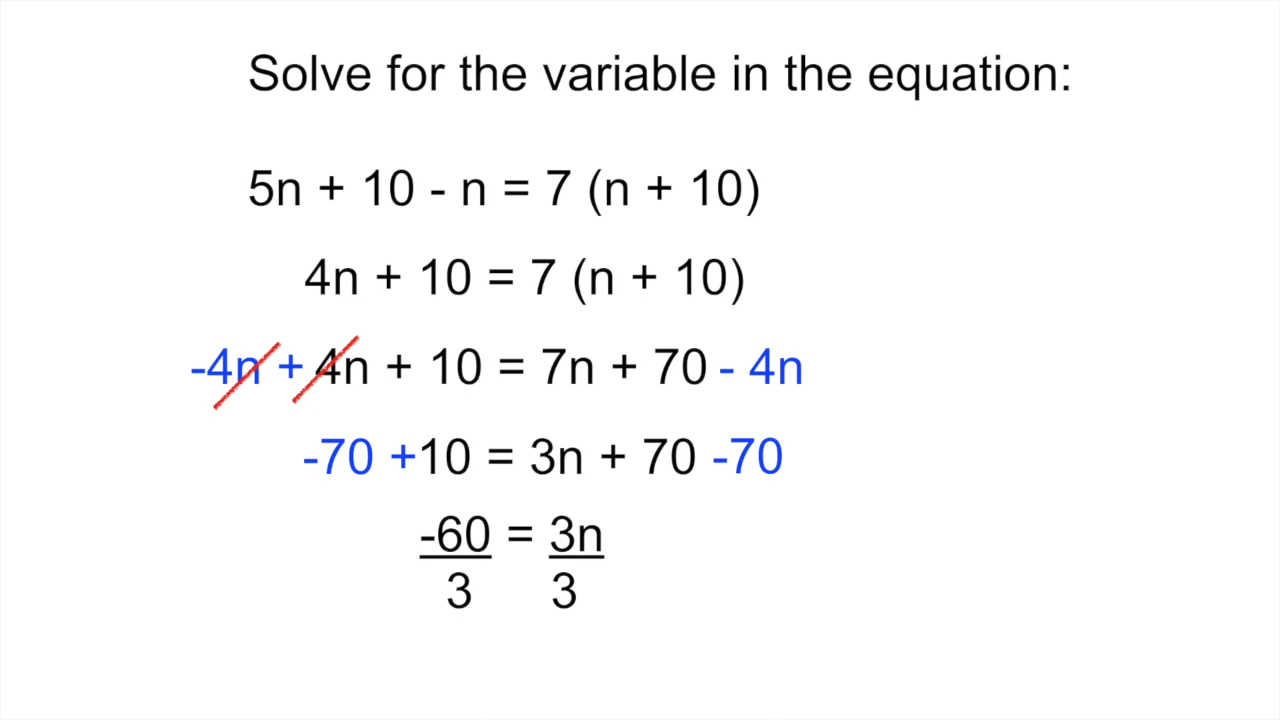 Solve for the variable in the equation:
5n + 10 - n = 7 (n + 10)
4n + 10 = 7 (n + 10)
-4n + 4n + 10 = 7n + 70 - 4n
-70 +10 = 3n + 70 -70
-60 = 3n
3 3